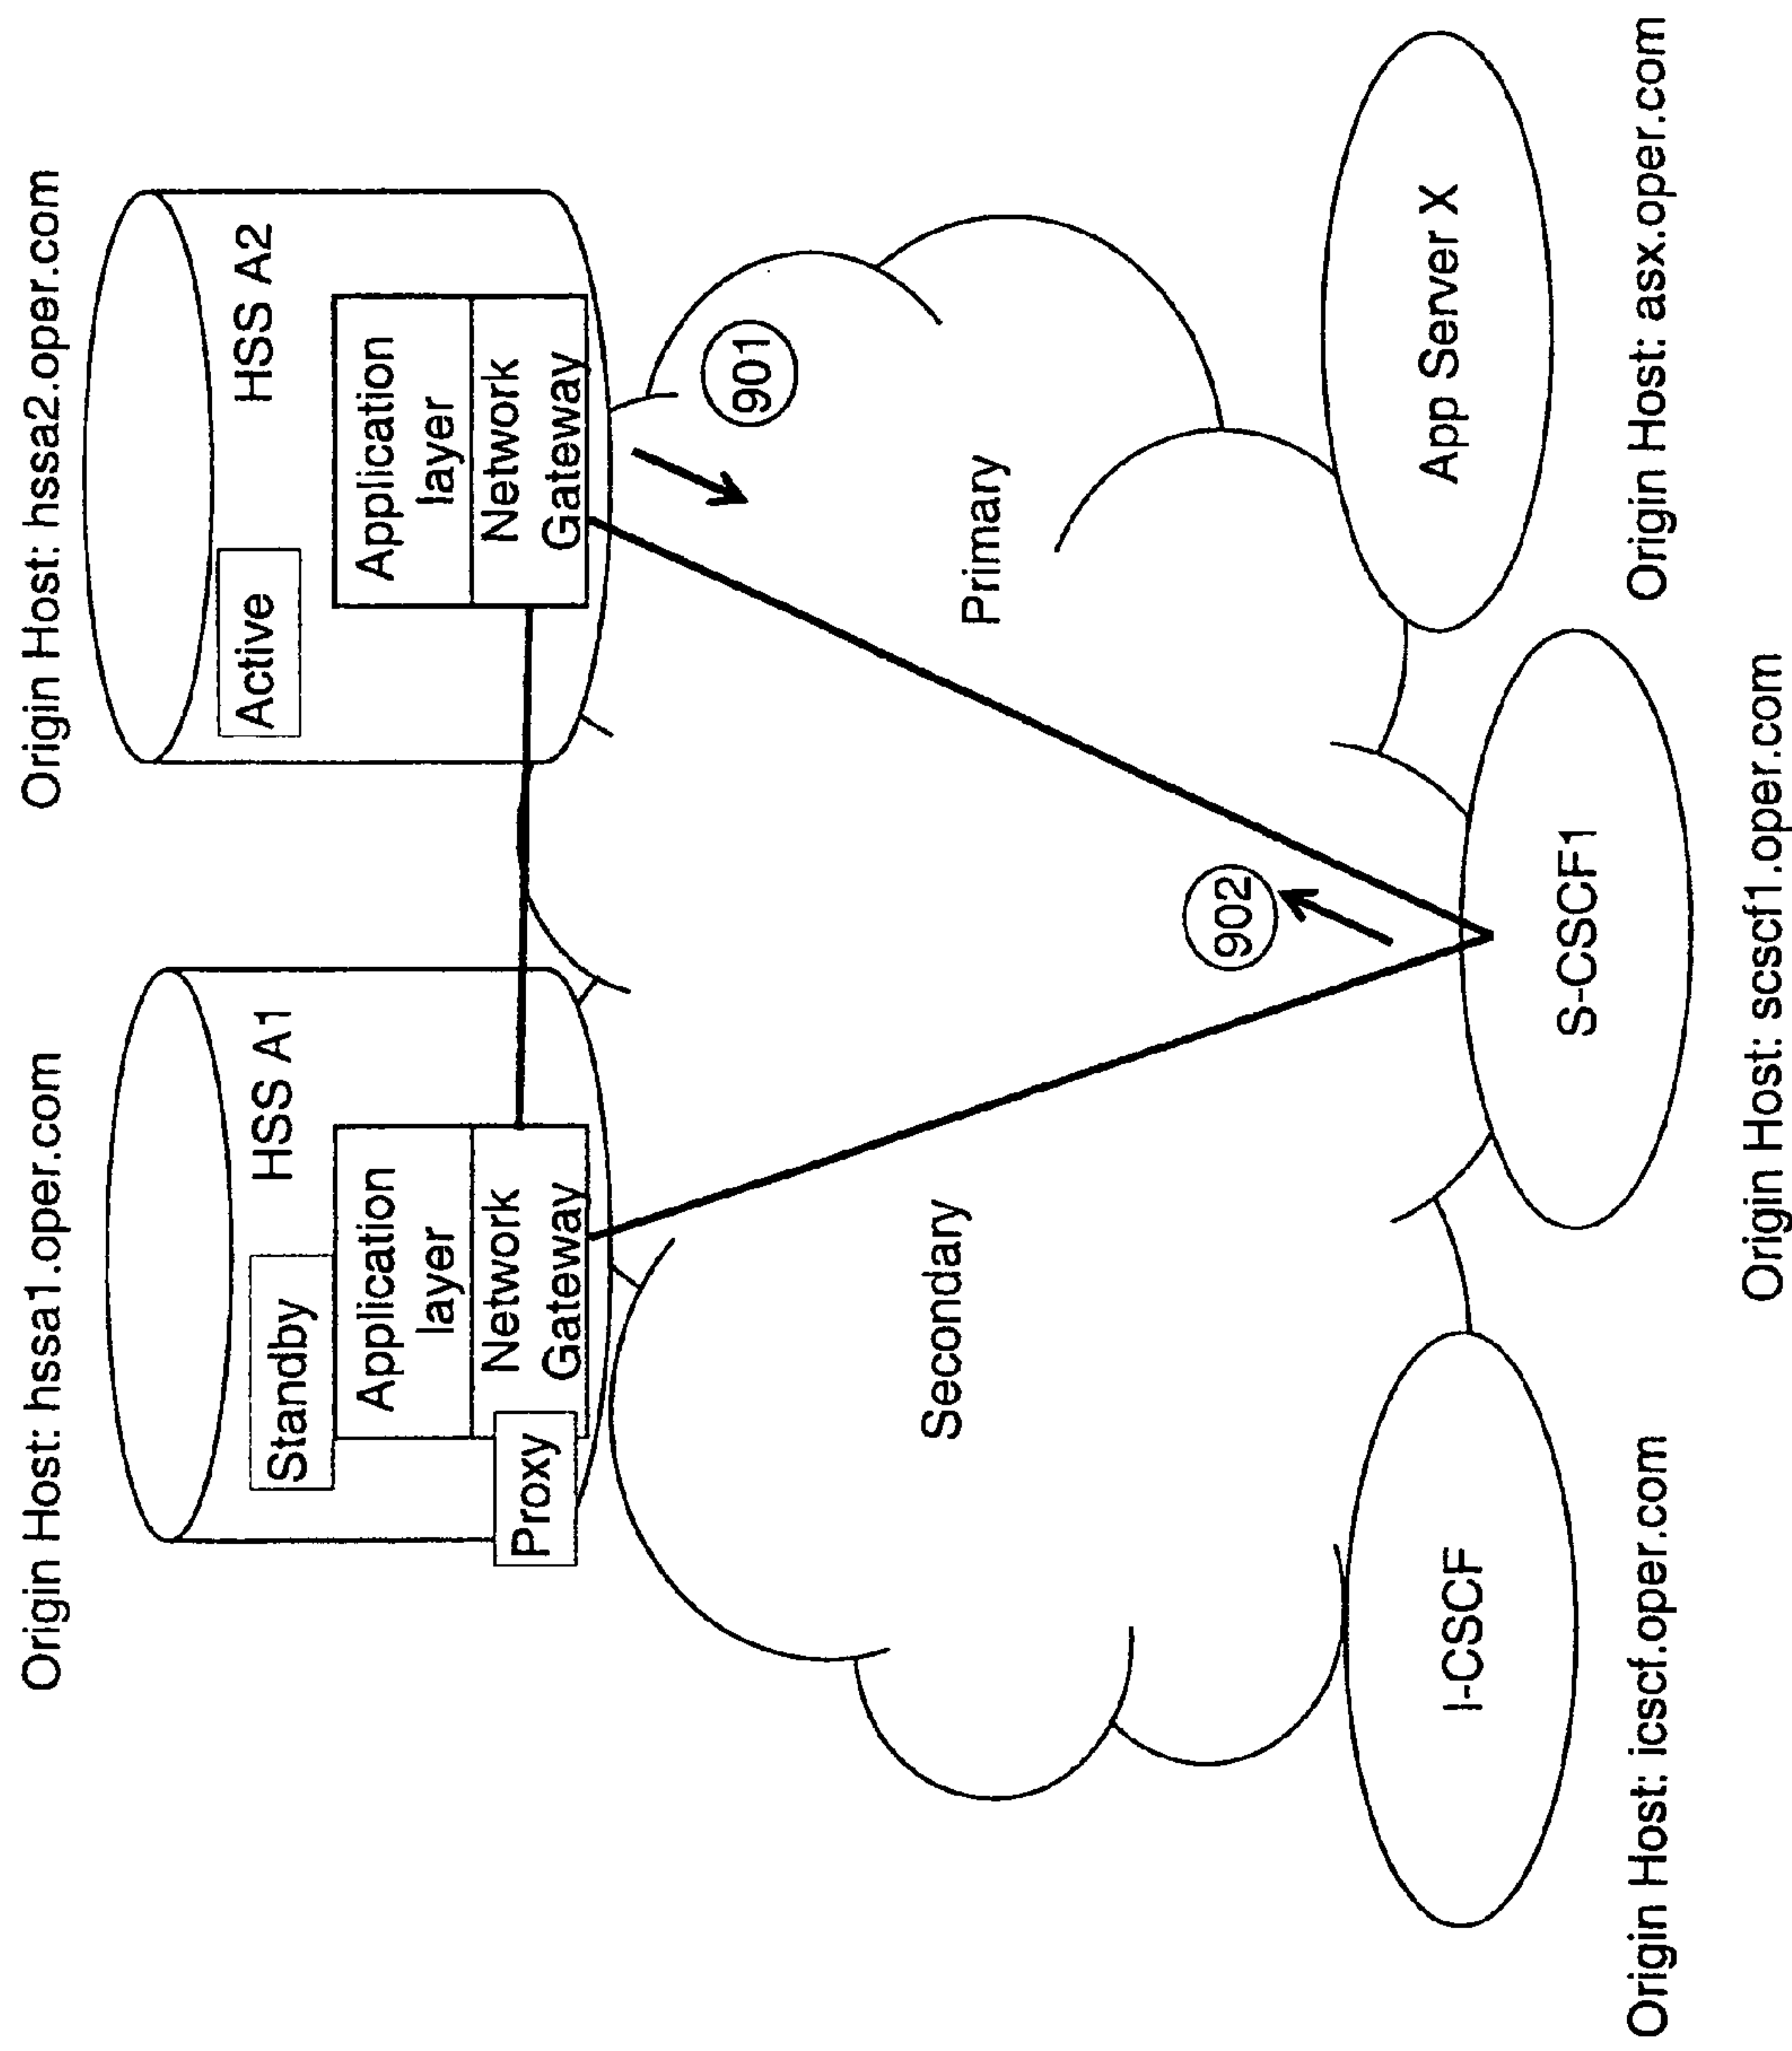 Origin Host: hssa1.oper.com
Origin Host: hssa2.oper.com
HSS A1
Standby
Application
layer
Network
Gateway
Proxy
HSS A2
Active
Application
layer
Network
Gateway
901
Secondary
Primary
902
I-CSCF
S-CSCF1
App Server X
Origin Host: icscf.oper.com
Origin Host: scscf1.oper.com
Origin Host: asx.oper.com